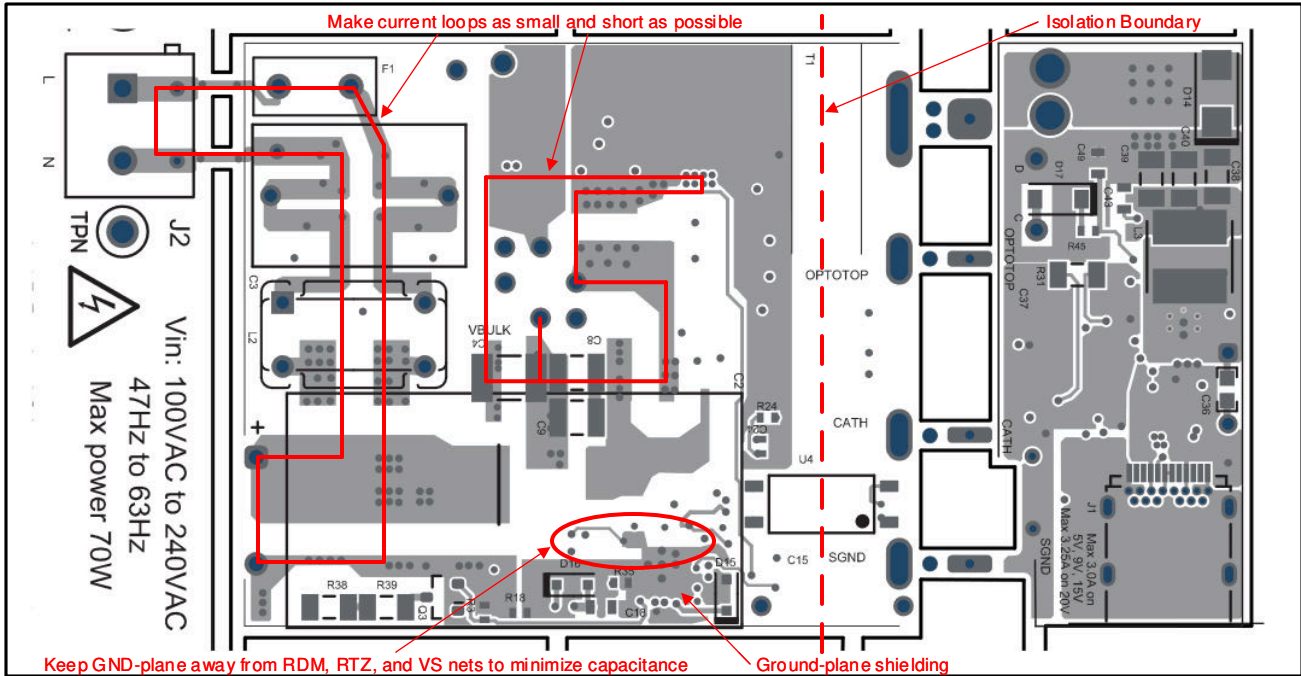 Make current loops as small and short as possible
Isolation Boundary
L
N
J2
TPN
Vin: 100VAC to 240VAC
47Hz to 63Hz
Max power 70W
F1
C3
L2
+
VBULK
C4
C8
C9
C2
T1
OPTOTOP
R24
CATH
U4
C15
SGND
R38
R39
Q3
R18
D16
R35
C18
D15
D14
C40
C49
C39
C38
D
D17
C
C43
L3
R45
R31
OPTOTOP
C37
C36
CATH
SGND
J1
Max 3.0A on
5V, 9V, 15V
Max 3.25A on 20V
Keep GND-plane away from RDM, RTZ, and VS nets to minimize capacitance
Ground-plane shielding